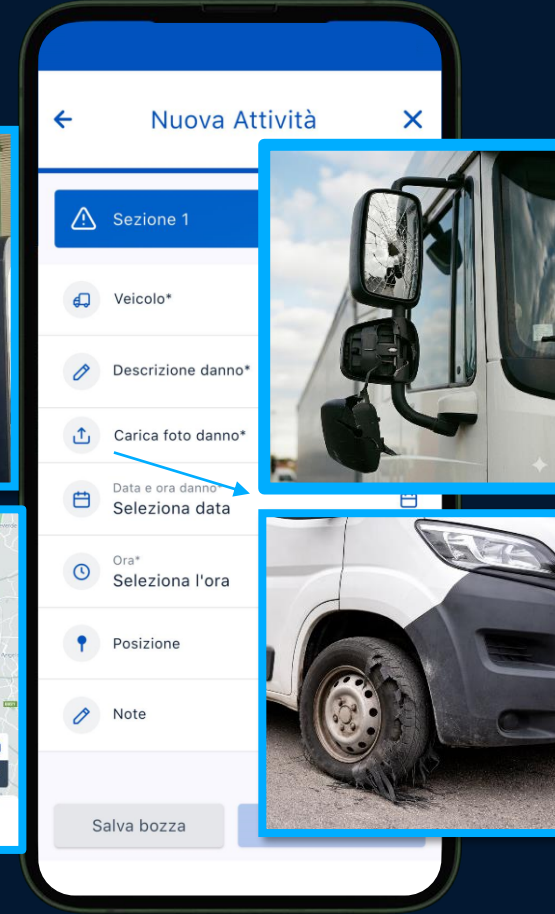 Nuova Attività
Sezione 1
Veicolo*
Descrizione danno*
Carica foto danno*
Data e ora danno*
Seleziona data
Ora*
Seleziona l'ora
Posizione
Note
Salva bozza